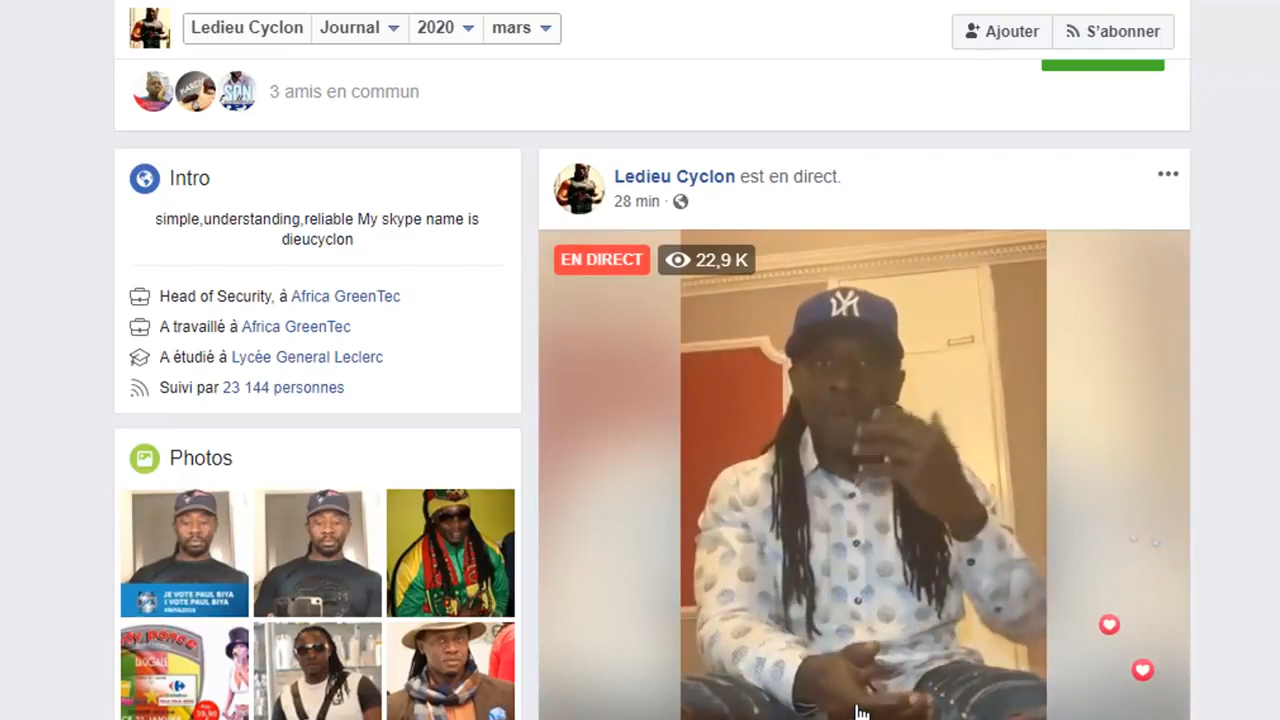 Ledieu Cyclon Journal 2020 mars
Ajouter S'abonner
3 amis en commun
Intro
simple,understanding,reliable My skype name is
dieucyclon
Head of Security, à Africa GreenTec
A travaillé à Africa GreenTec
A étudié à Lycée General Leclerc
Suivi par 23 144 personnes
Photos
JE VOTE PAUL BIYA
I VOTE PAUL BIYA
Ledieu Cyclon est en direct.
28 min
EN DIRECT 22,9 K
NY